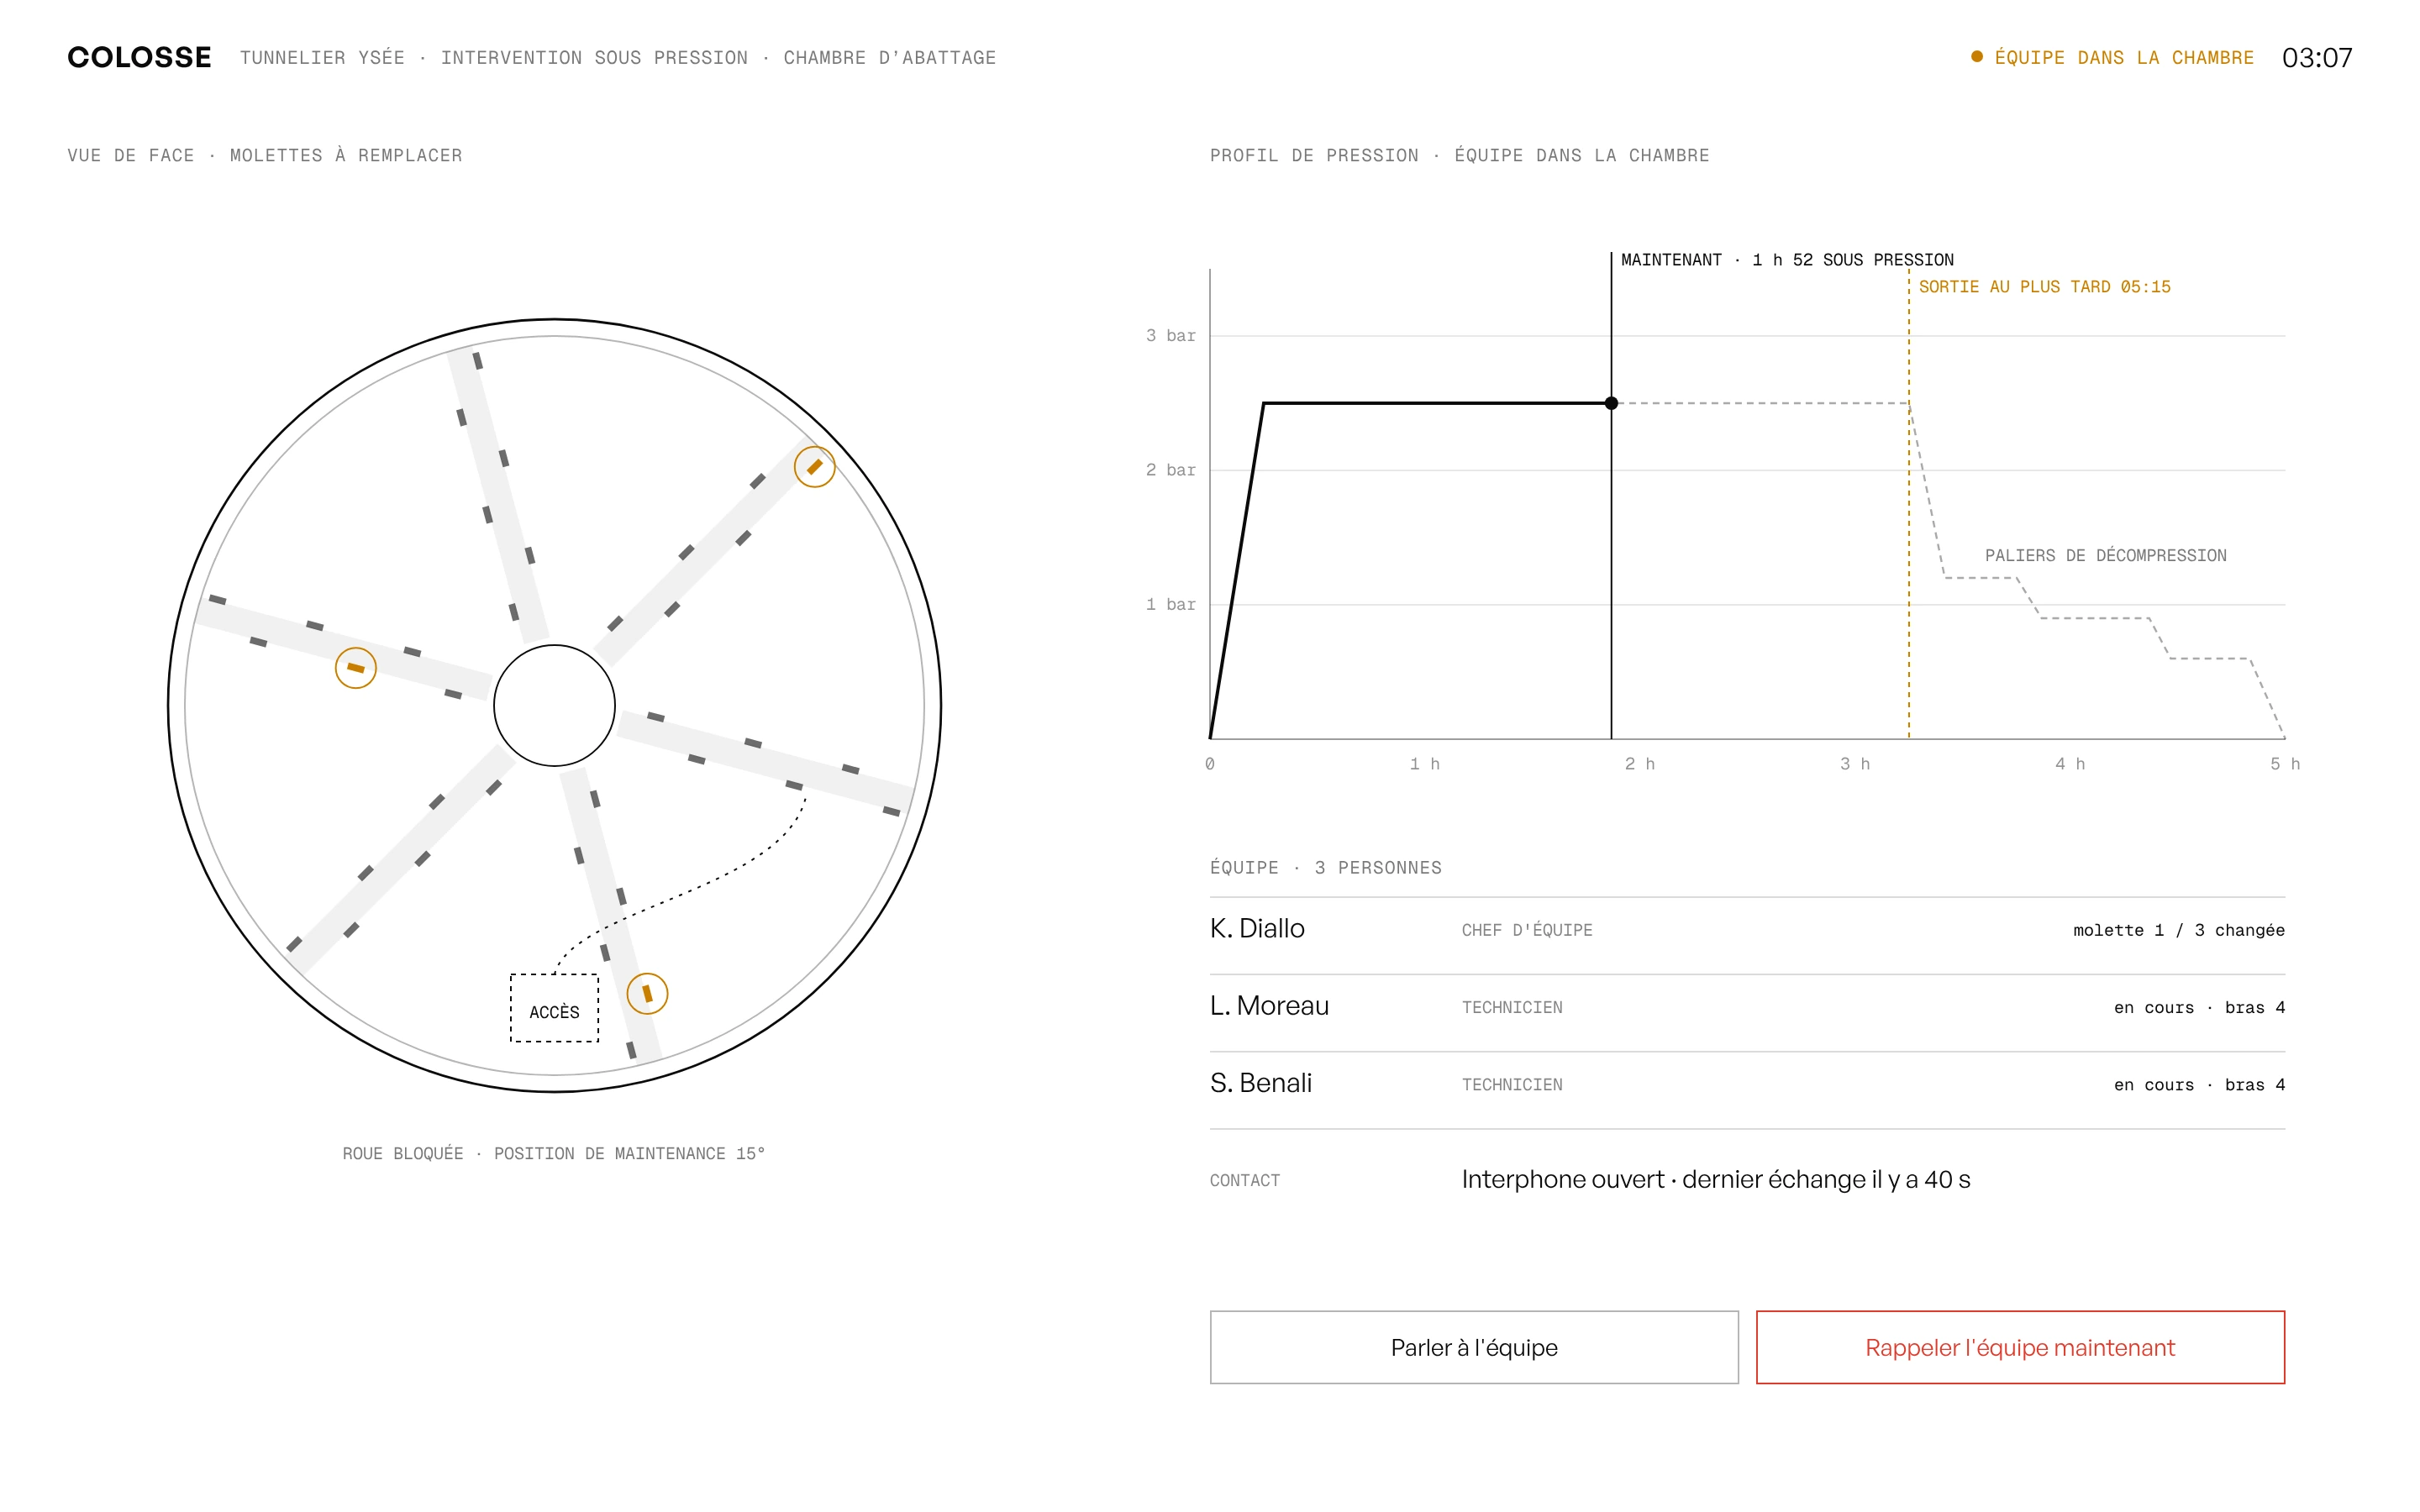 COLOSSE
TUNNELIER YSÉE · INTERVENTION SOUS PRESSION · CHAMBRE D'ABATTAGE
ÉQUIPE DANS LA CHAMBRE
03:07
VUE DE FACE · MOLETTES À REMPLACER
ACCÈS
ROUE BLOQUÉE · POSITION DE MAINTENANCE 15°
PROFIL DE PRESSION · ÉQUIPE DANS LA CHAMBRE
MAINTENANT · 1 h 52 SOUS PRESSION
SORTIE AU PLUS TARD 05:15
3 bar
2 bar
PALIERS DE DÉCOMPRESSION
1 bar
0
1 h
2 h
3 h
4 h
5 h
ÉQUIPE · 3 PERSONNES
K. Diallo
CHEF D'ÉQUIPE
molette 1 / 3 changée
L. Moreau
TECHNICIEN
en cours · bras 4
S. Benali
TECHNICIEN
en cours · bras 4
CONTACT
Interphone ouvert · dernier échange il y a 40 s
Parler à l'équipe
Rappeler l'équipe maintenant